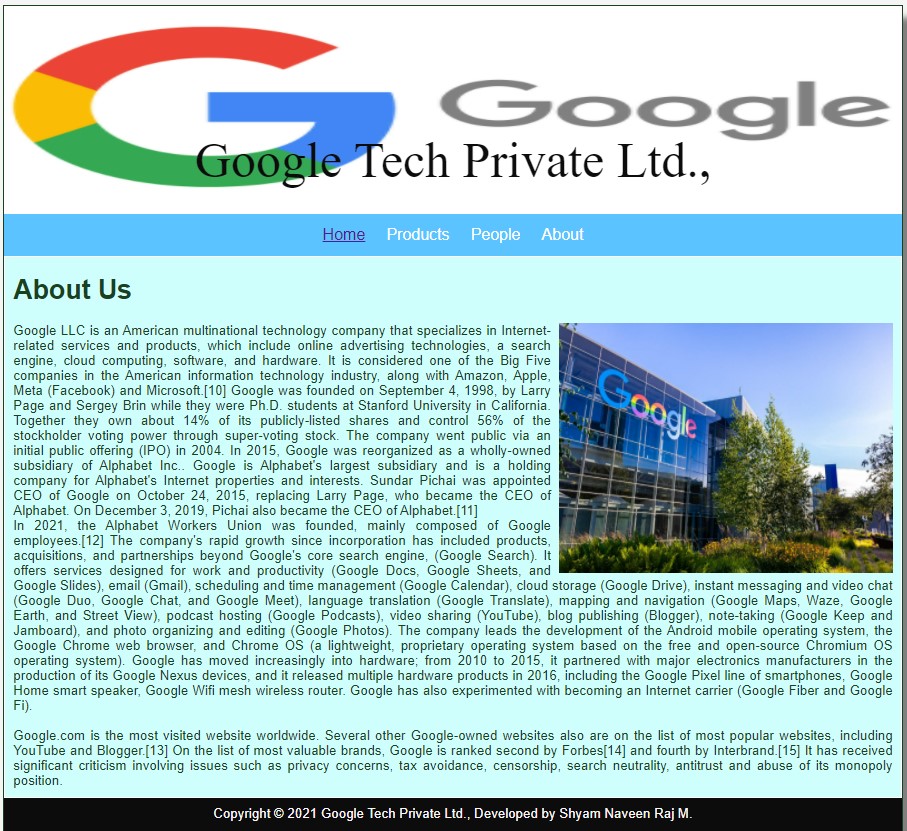 Google
Google Tech Private Ltd.,
Home Products People About
About Us
Google
Google LLC is an American multinational technology company that specializes in Internet-
related services and products, which include online advertising technologies, a search
engine, cloud computing, software, and hardware. It is considered one of the Big Five
companies in the American information technology industry, along with Amazon, Apple,
Meta (Facebook) and Microsoft.[10] Google was founded on September 4, 1998, by Larry
Page and Sergey Brin while they were Ph.D. students at Stanford University in California.
Together they own about 14% of its publicly-listed shares and control 56% of the
stockholder voting power through super-voting stock. The company went public via an
initial public offering (IPO) in 2004. In 2015, Google was reorganized as a wholly-owned
subsidiary of Alphabet Inc.. Google is Alphabet's largest subsidiary and is a holding
company for Alphabet's Internet properties and interests. Sundar Pichai was appointed
CEO of Google on October 24, 2015, replacing Larry Page, who became the CEO of
Alphabet. On December 3, 2019, Pichai also became the CEO of Alphabet.[11]
In 2021, the Alphabet Workers Union was founded, mainly composed of Google
employees.[12] The company's rapid growth since incorporation has included products,
acquisitions, and partnerships beyond Google's core search engine, (Google Search). It
offers services designed for work and productivity (Google Docs, Google Sheets, and
Google Slides), email (Gmail), scheduling and time management (Google Calendar), cloud storage (Google Drive), instant messaging and video chat
(Google Duo, Google Chat, and Google Meet), language translation (Google Translate), mapping and navigation (Google Maps, Waze, Google
Earth, and Street View), podcast hosting (Google Podcasts), video sharing (YouTube), blog publishing (Blogger), note-taking (Google Keep and
Jamboard), and photo organizing and editing (Google Photos). The company leads the development of the Android mobile operating system, the
Google Chrome web browser, and Chrome OS (a lightweight, proprietary operating system based on the free and open-source Chromium OS
operating system). Google has moved increasingly into hardware; from 2010 to 2015, it partnered with major electronics manufacturers in the
production of its Google Nexus devices, and it released multiple hardware products in 2016, including the Google Pixel line of smartphones, Google
Home smart speaker, Google Wifi mesh wireless router. Google has also experimented with becoming an Internet carrier (Google Fiber and Google
Fi).
Google.com is the most visited website worldwide. Several other Google-owned websites also are on the list of most popular websites, including
YouTube and Blogger.[13] On the list of most valuable brands, Google is ranked second by Forbes[14] and fourth by Interbrand.[15] It has received
significant criticism involving issues such as privacy concerns, tax avoidance, censorship, search neutrality, antitrust and abuse of its monopoly
position.
Copyright © 2021 Google Tech Private Ltd., Developed by Shyam Naveen Raj M.